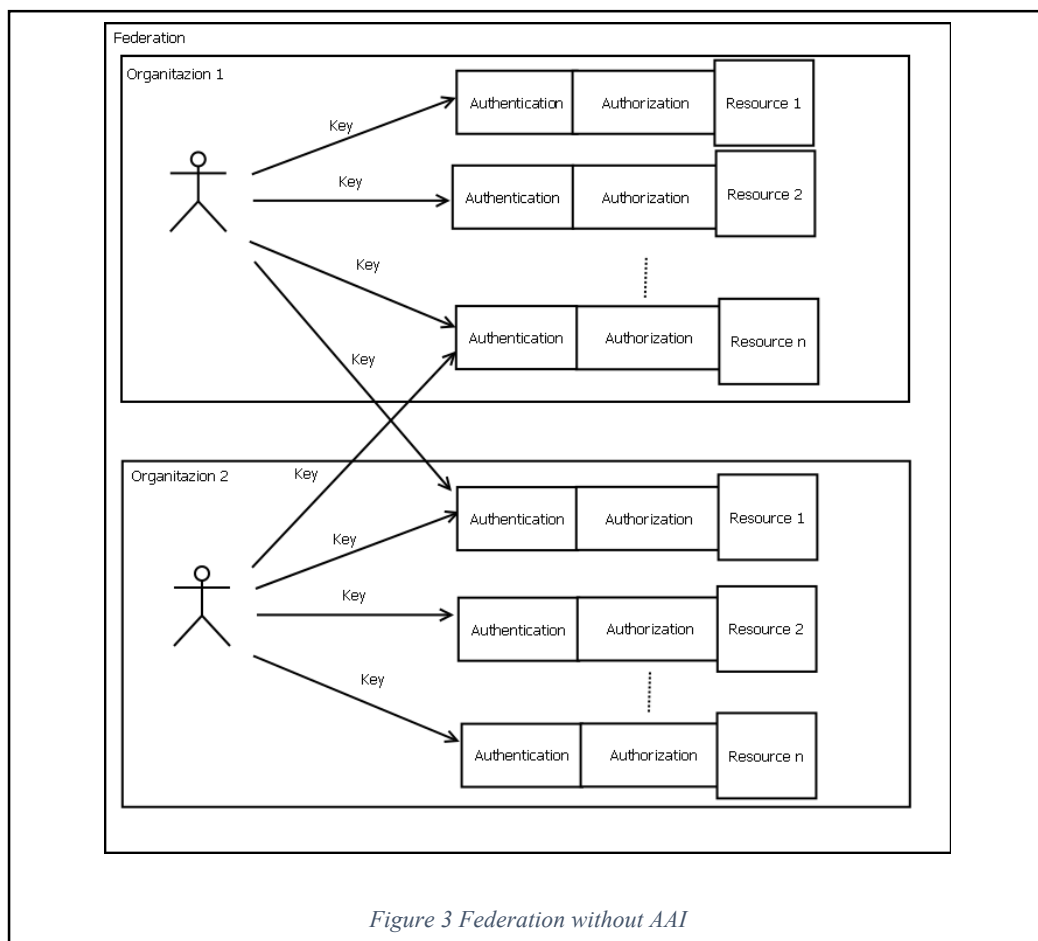 Federation
Organitazion 1
Authentication Authorization Resource 1
Key
Key
Authentication Authorization Resource 2
Key
Authentication Authorization Resource n
Key
Organitazion 2
Key
Authentication Authorization Resource 1
Key
Key
Authentication Authorization Resource 2
Key
Authentication Authorization Resource n
Figure 3 Federation without AAI